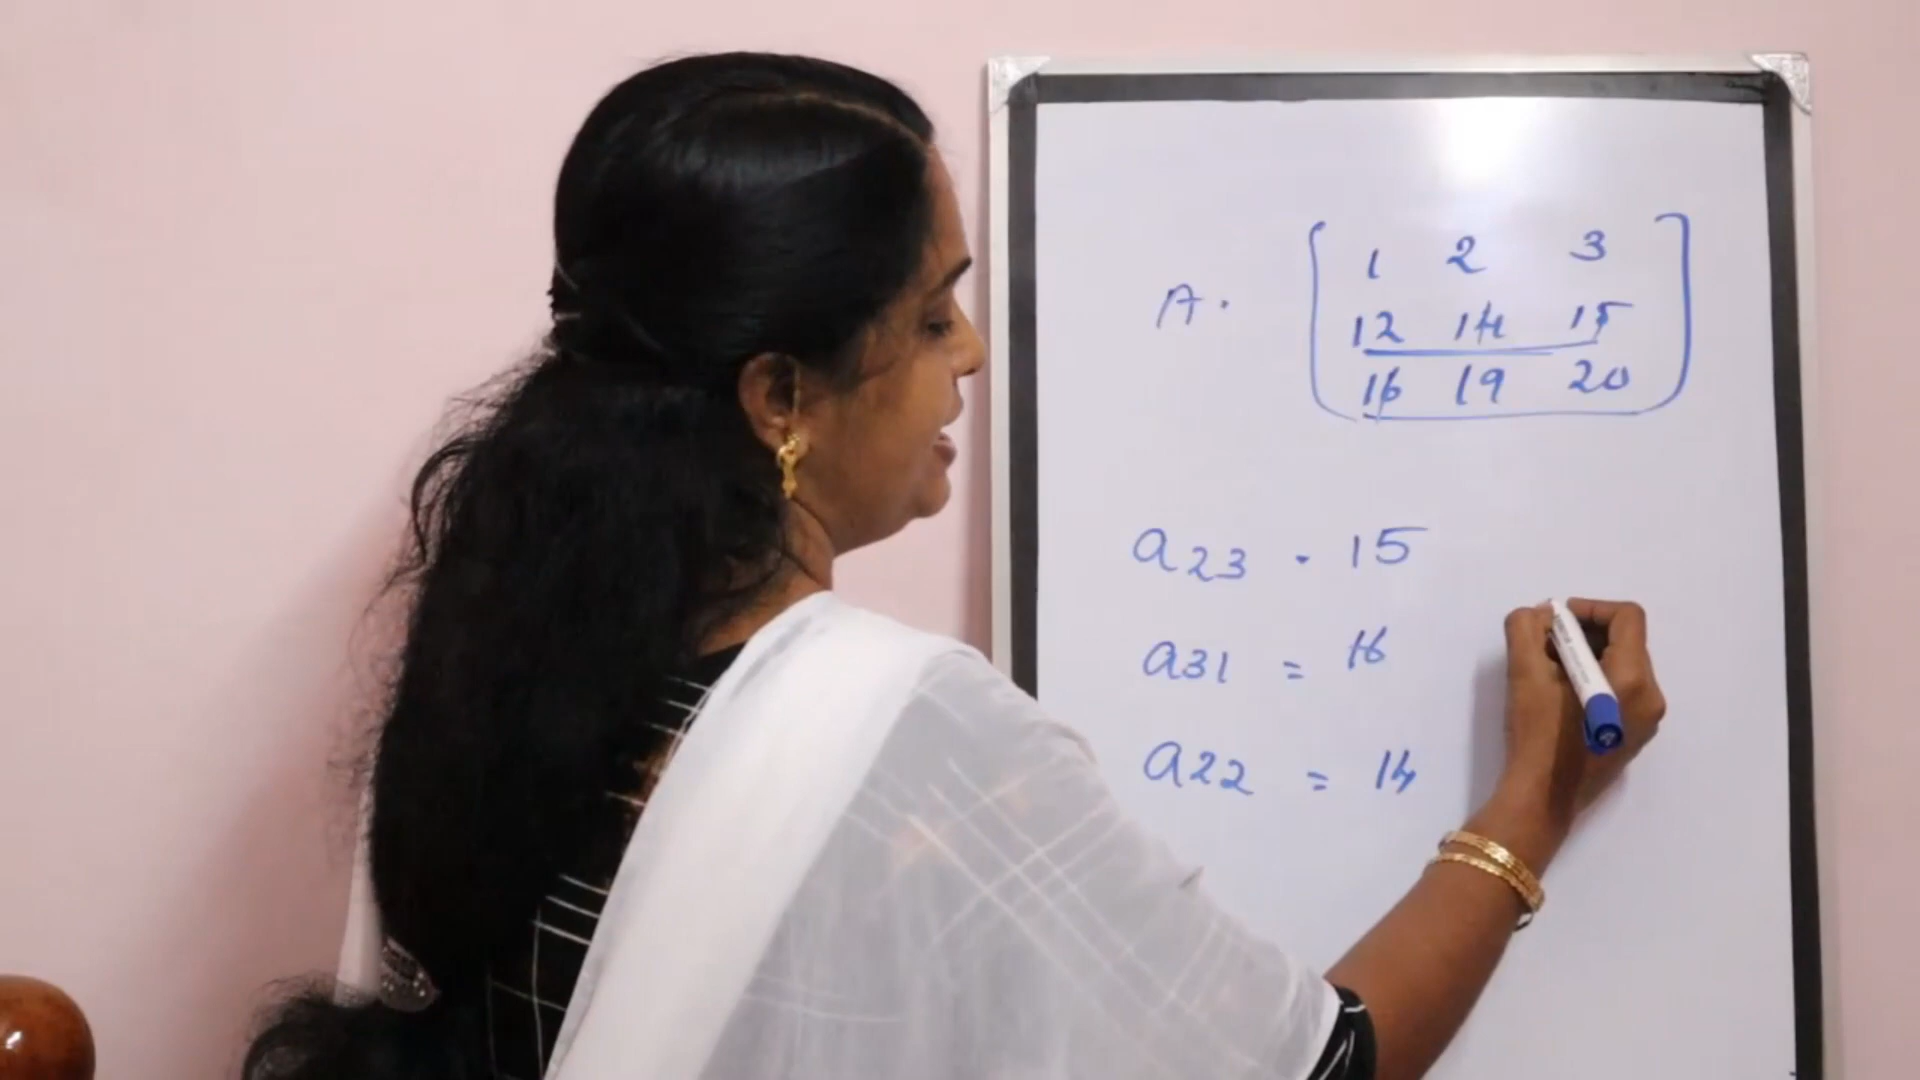 1 2 3
A. 12 14 15
16 19 20
a23 . 15
a31 = 16
a22 = 14